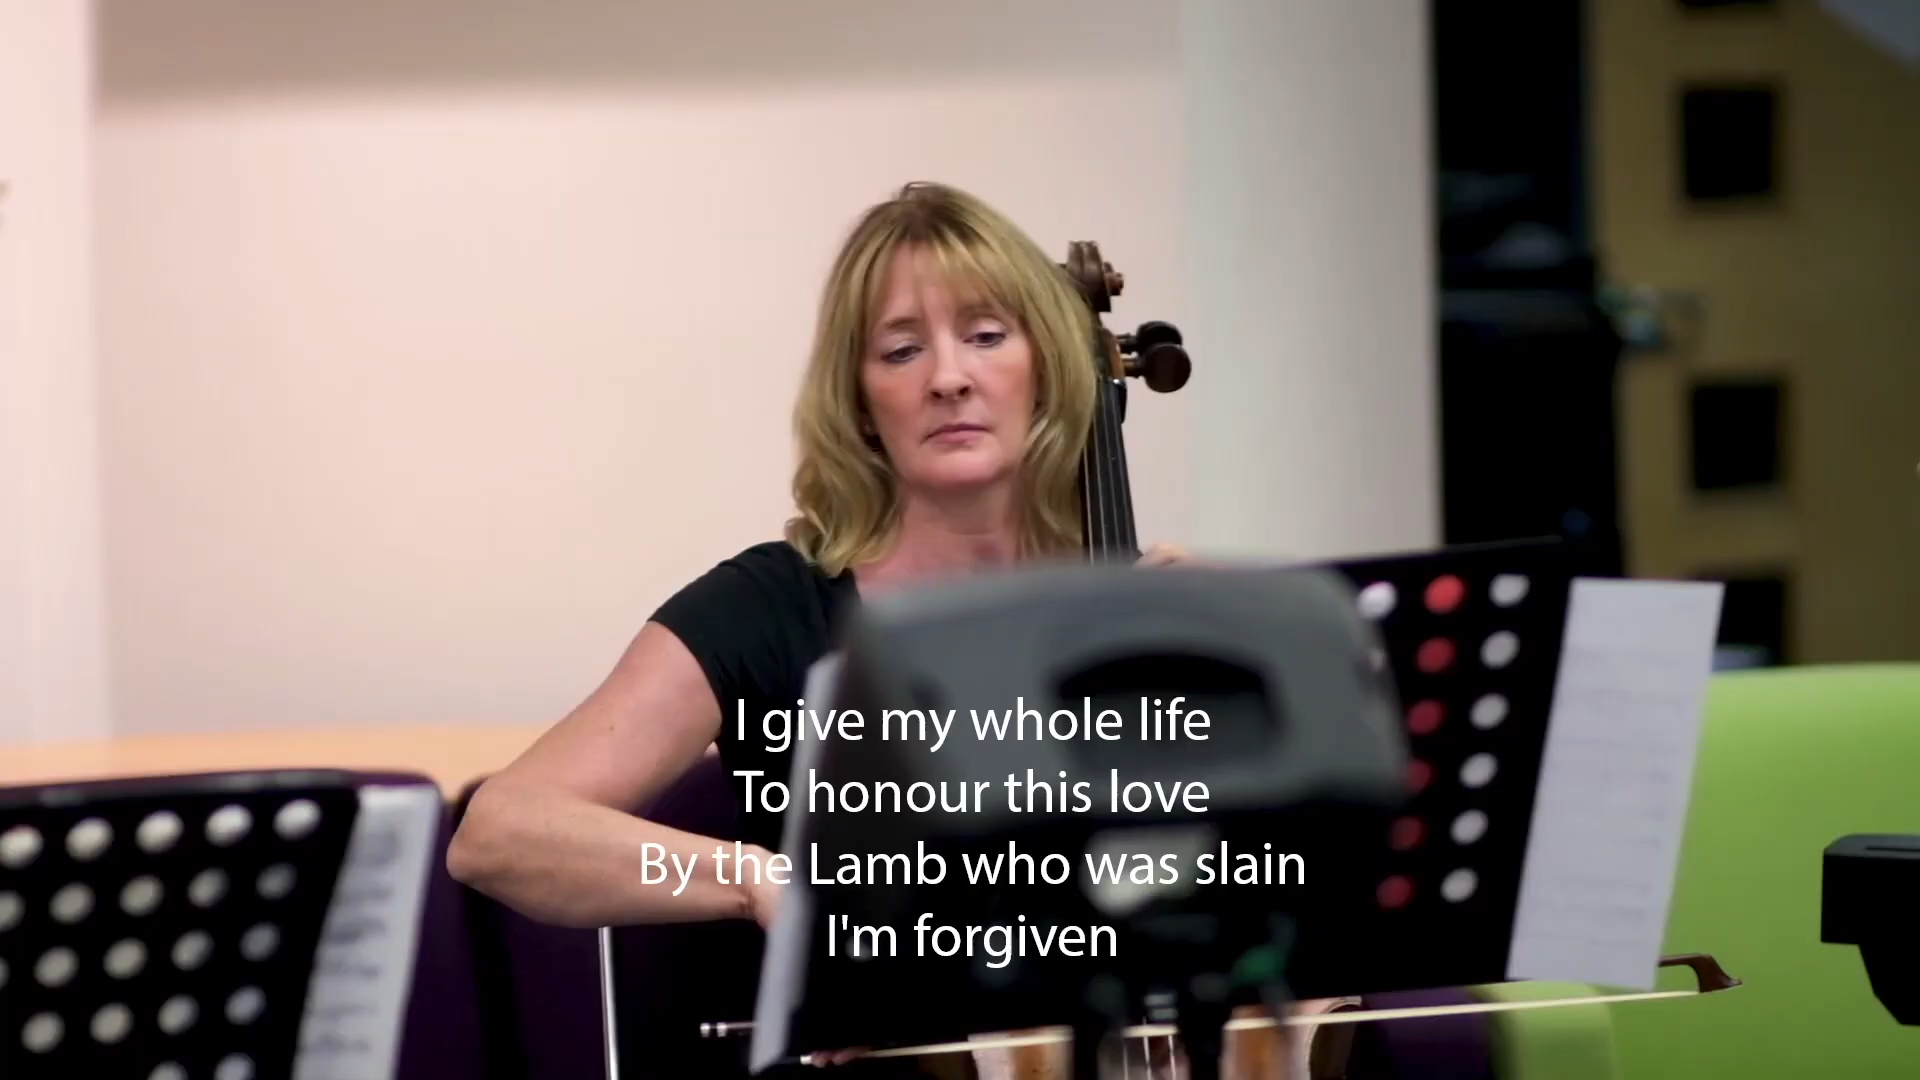 I give my whole life
To honour this love
By the Lamb who was slain
I'm forgiven